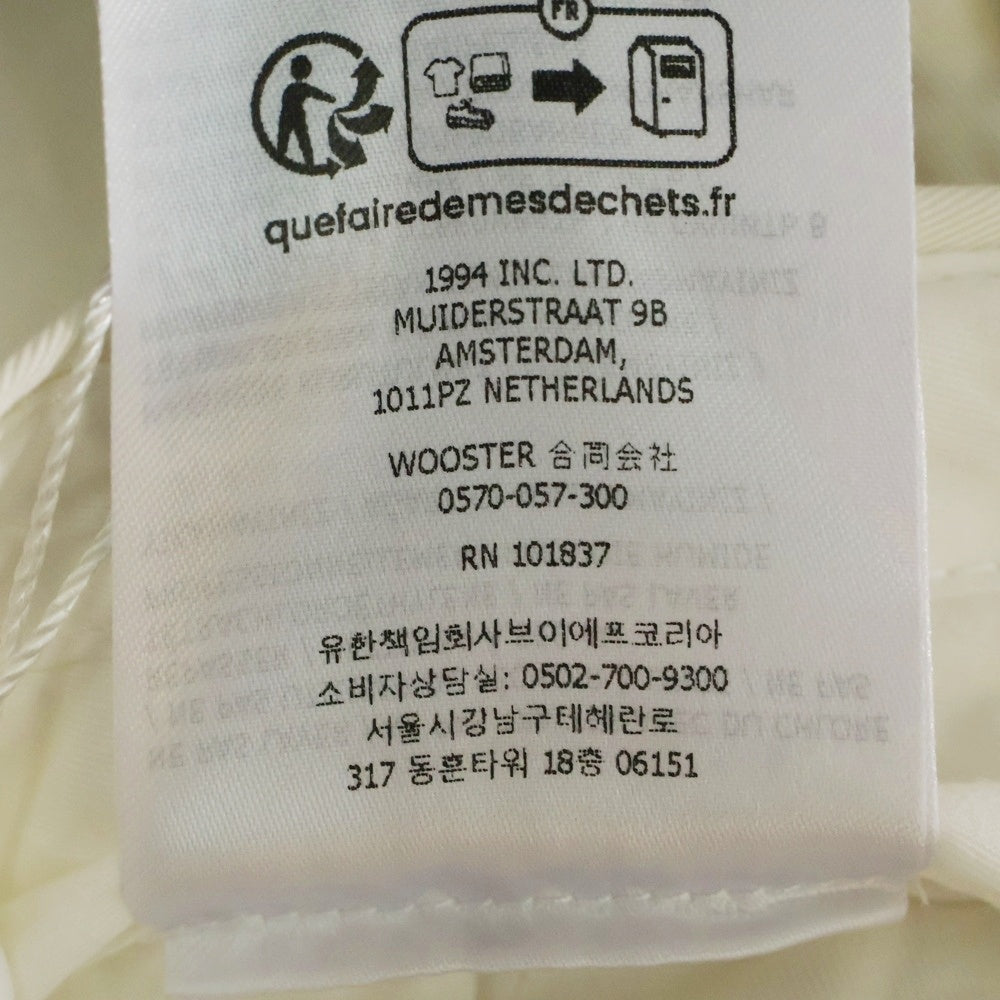 FR
quefairedemesdechets.fr
1994 INC. LTD.
MUIDERSTRAAT 9B
AMSTERDAM,
1011PZ NETHERLANDS
WOOSTER 合同会社
0570-057-300
RN 101837
유한책임회사브이에프코리아
소비자상담실: 0502-700-9300
서울시강남구테헤란로
317 동훈타워 18층 06151